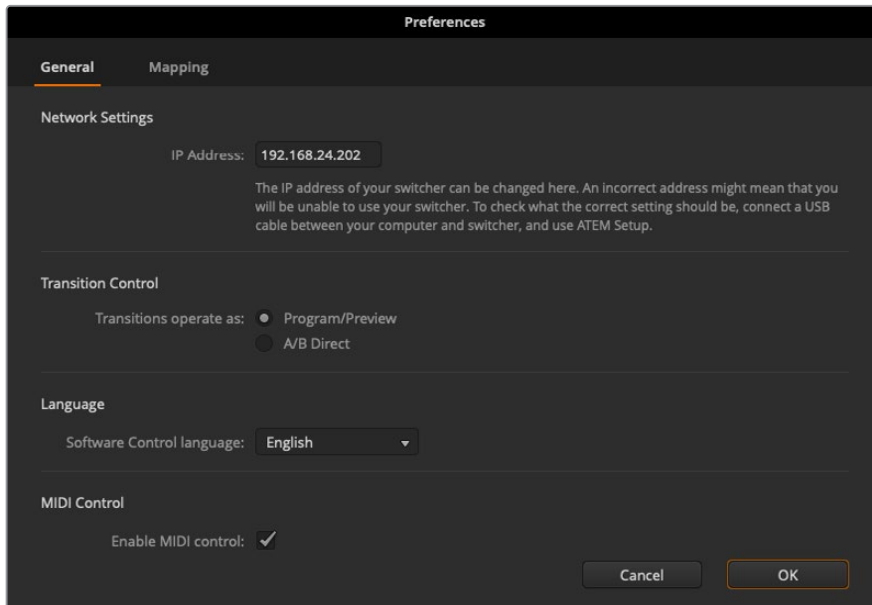 Preferences
General Mapping
Network Settings
IP Address: 192.168.24.202
The IP address of your switcher can be changed here. An incorrect address might mean that you
will be unable to use your switcher. To check what the correct setting should be, connect a USB
cable between your computer and switcher, and use ATEM Setup.
Transition Control
Transitions operate as: Program/Preview
A/B Direct
Language
Software Control language: English
MIDI Control
Enable MIDI control:
Cancel OK